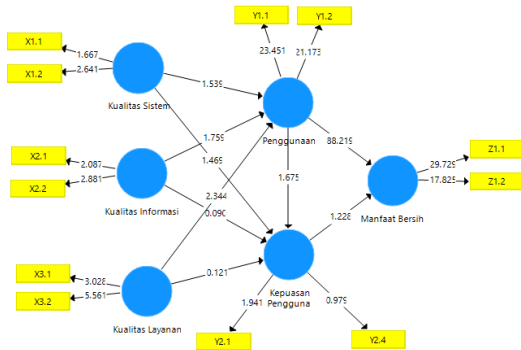 Y1.1
Y1.2
X1.1
1.667
23.451
21.173
X1.2
2.641
1.539
Kualitas Sistem
Penggunaan
X2.1
2.087
1.759
1.469
88.219
Z1.1
X2.2
2.881
2.344
1.675
29.729
17.825
Z1.2
Kualitas Informasi
0.090
Manfaat Bersih
1.228
X3.1
3.028
0.121
X3.2
5.561
Kualitas Layanan
Kepuasan
Pengguna
1.941
0.979
Y2.1
Y2.4